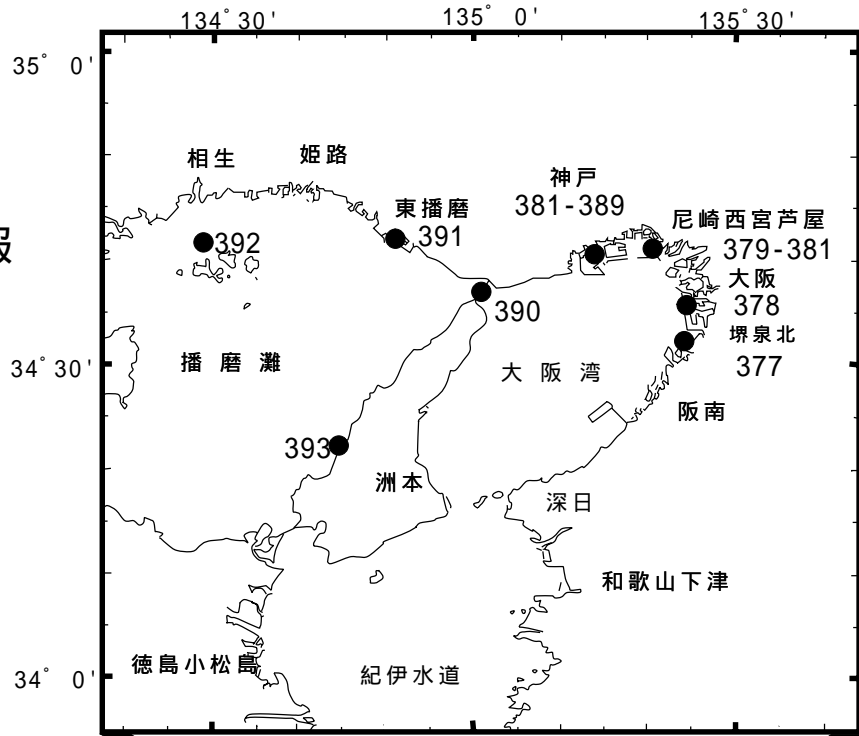 134° 30'
135° 0'
135° 30'
35° 0'
相生
姫路
神戸
381-389
東播磨
391
尼崎西宮芦屋
379-381
報
392
大阪
378
390
堺泉北
377
34° 30'
播磨灘
大阪湾
阪南
393
洲本
深日
和歌山下津
徳島小松島
紀伊水道
34° 0'